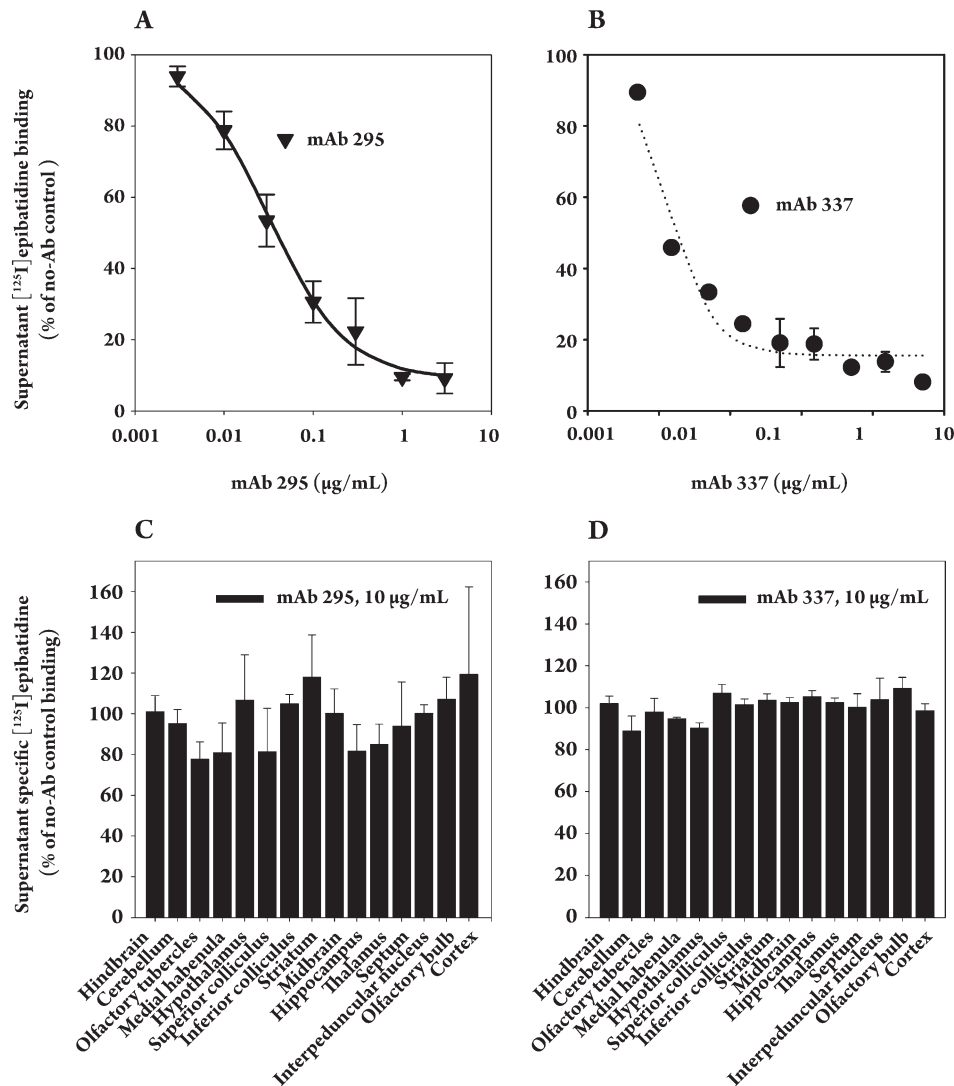 A
Supernatant [¹²⁵I]epibatidine binding
(% of no-Ab control )
100
80
60
40
20
0
mAb 295
0.001 0.01 0.1 1 10
mAb 295 (µg/mL)
B
100
80
60
40
20
0
mAb 337
0.001 0.01 0.1 1 10
mAb 337 (µg/mL)
C
Supernatant specific [¹²⁵I]epibatidine
(% of no-Ab control binding)
160
140
120
100
80
60
40
20
0
mAb 295, 10 µg/mL
Hindbrain
Cerebellum
Olfactory tubercles
Medial habenula
Hypothalamus
Superior colliculus
Inferior colliculus
Striatum
Midbrain
Hippocampus
Thalamus
Septum
Interpeduncular nucleus
Olfactory bulb
Cortex
D
160
140
120
100
80
60
40
20
0
mAb 337, 10 µg/mL
Hindbrain
Cerebellum
Olfactory tubercles
Medial habenula
Hypothalamus
Superior colliculus
Inferior colliculus
Striatum
Midbrain
Hippocampus
Thalamus
Septum
Interpeduncular nucleus
Olfactory bulb
Cortex